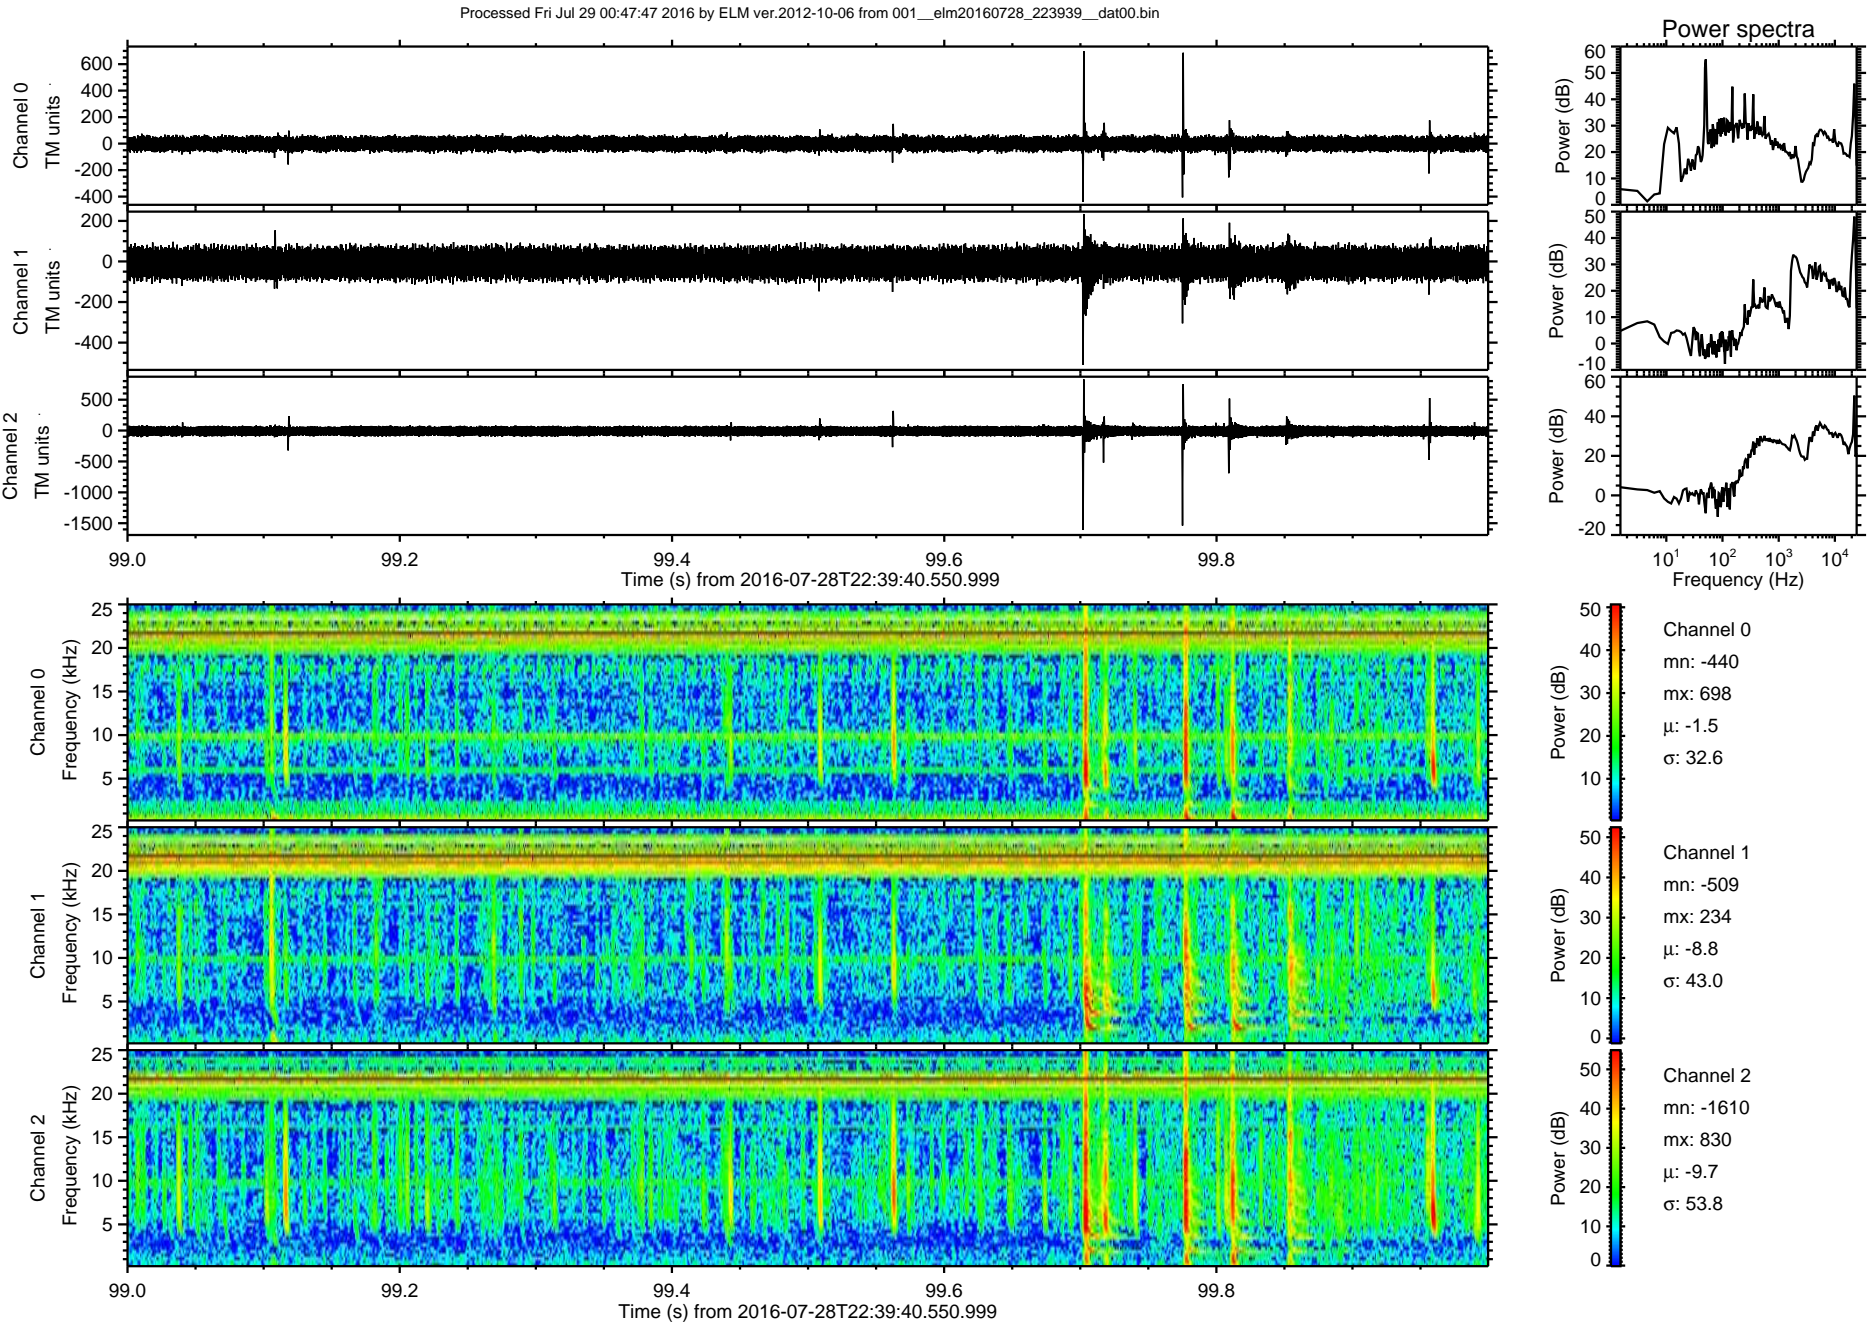 Processed Fri Jul 29 00:47:47 2016 by ELM ver.2012-10-06 from 001__elm20160728_223939__dat00.bin
Power spectra
Channel 0
TM units
600
400
200
0
-200
-400
Power (dB)
60
50
40
30
20
10
0
Channel 1
TM units
200
0
-200
-400
Power (dB)
50
40
30
20
10
0
-10
Channel 2
TM units
500
0
-500
-1000
-1500
Power (dB)
60
40
20
0
-20
99.0 99.2 99.4 99.6 99.8
Time (s) from 2016-07-28T22:39:40.550.999
10^1 10^2 10^3 10^4
Frequency (Hz)
Channel 0
Frequency (kHz)
25
20
15
10
5
Power (dB)
50
40
30
20
10
Channel 0
mn: -440
mx: 698
μ: -1.5
σ: 32.6
Channel 1
Frequency (kHz)
25
20
15
10
5
Power (dB)
50
40
30
20
10
0
Channel 1
mn: -509
mx: 234
μ: -8.8
σ: 43.0
Channel 2
Frequency (kHz)
25
20
15
10
5
Power (dB)
50
40
30
20
10
0
Channel 2
mn: -1610
mx: 830
μ: -9.7
σ: 53.8
99.0 99.2 99.4 99.6 99.8
Time (s) from 2016-07-28T22:39:40.550.999